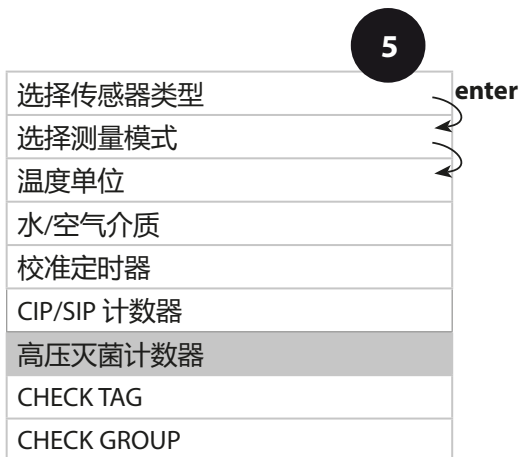 5
选择传感器类型
enter
选择测量模式
温度单位
水/空气介质
校准定时器
CIP/SIP 计数器
高压灭菌计数器
CHECK TAG
CHECK GROUP